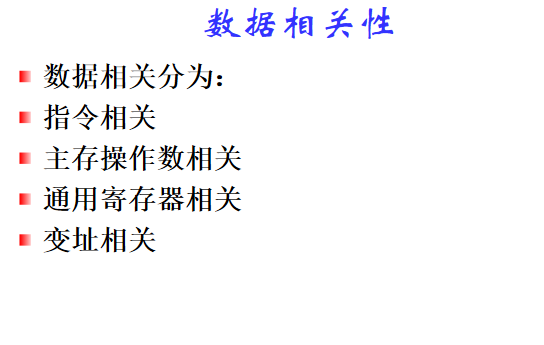 数据相关性
数据相关分为：
指令相关
主存操作数相关
通用寄存器相关
变址相关